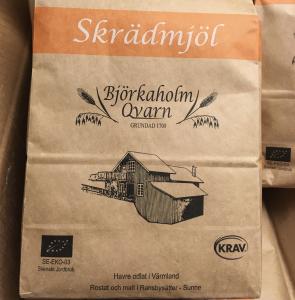 Skrädmjöl
Björkaholm
Qvarn
GRUNDAD 1700
SE-EKO-03
Svenskt Jordbruk
KRAV
Havre odlat i Värmland
Rostat och malt i Ransbysätter - Sunne